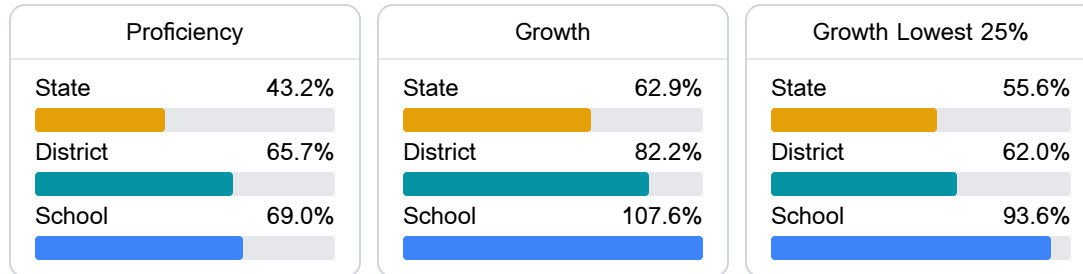 Proficiency
State 43.2%
District 65.7%
School 69.0%
Growth
State 62.9%
District 82.2%
School 107.6%
Growth Lowest 25%
State 55.6%
District 62.0%
School 93.6%